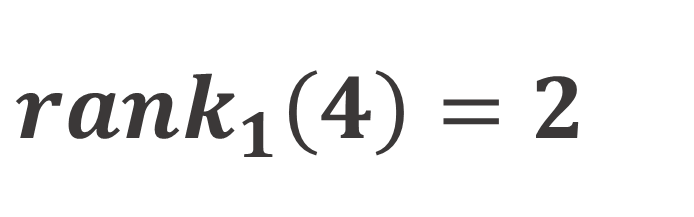 rank₁(4) = 2